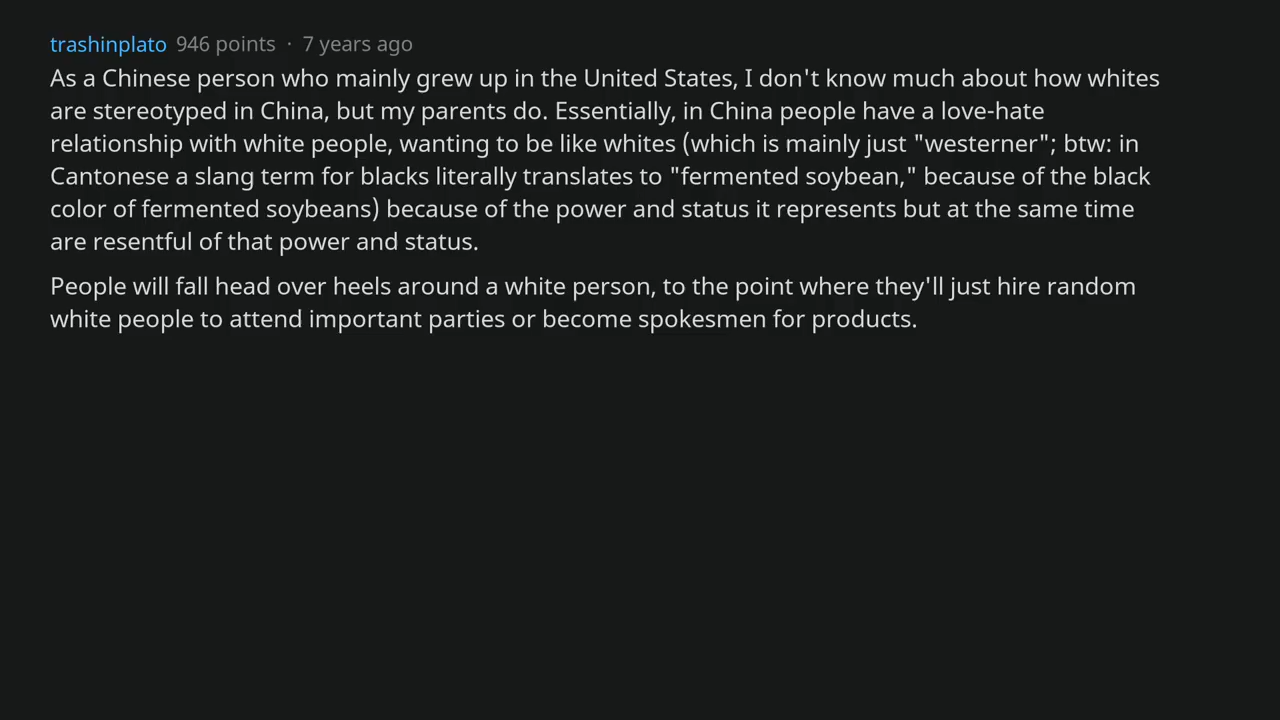 trashinplato 946 points · 7 years ago
As a Chinese person who mainly grew up in the United States, I don't know much about how whites
are stereotyped in China, but my parents do. Essentially, in China people have a love-hate
relationship with white people, wanting to be like whites (which is mainly just "westerner"; btw: in
Cantonese a slang term for blacks literally translates to "fermented soybean," because of the black
color of fermented soybeans) because of the power and status it represents but at the same time
are resentful of that power and status.
People will fall head over heels around a white person, to the point where they'll just hire random
white people to attend important parties or become spokesmen for products.